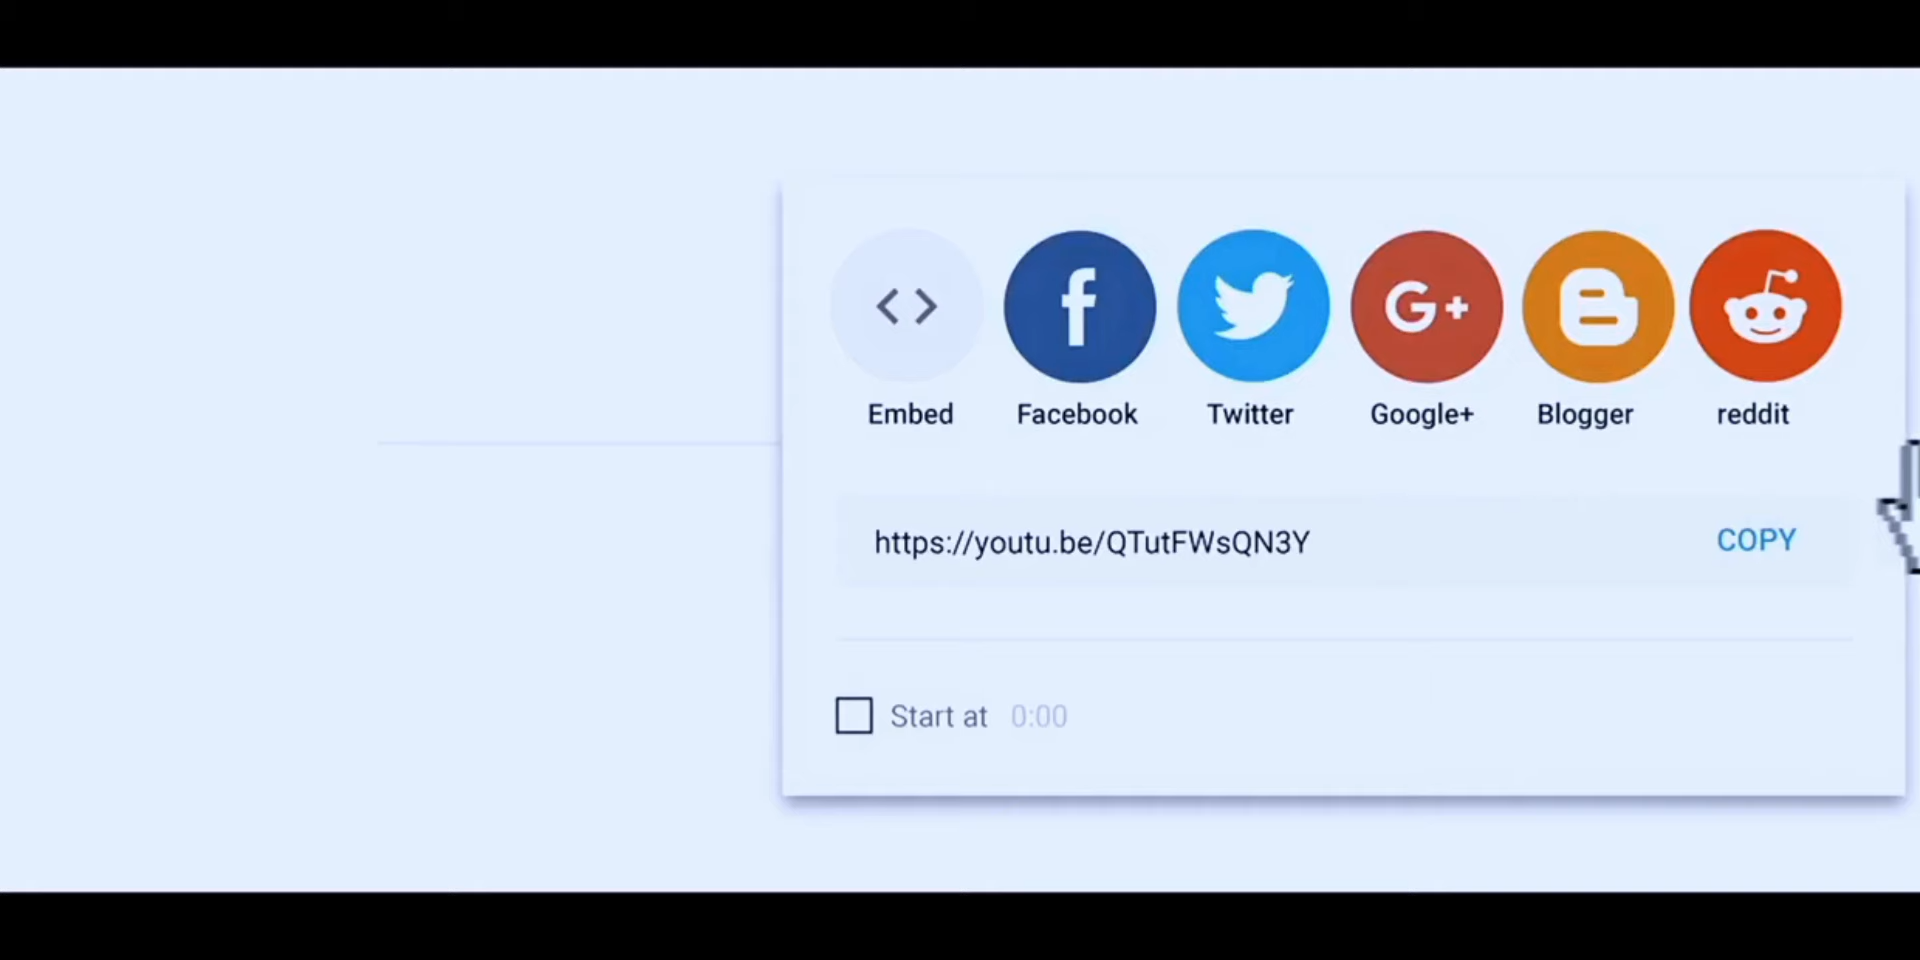 Embed Facebook Twitter Google+ Blogger reddit
https://youtu.be/QTutFWsQN3Y COPY
Start at 0:00